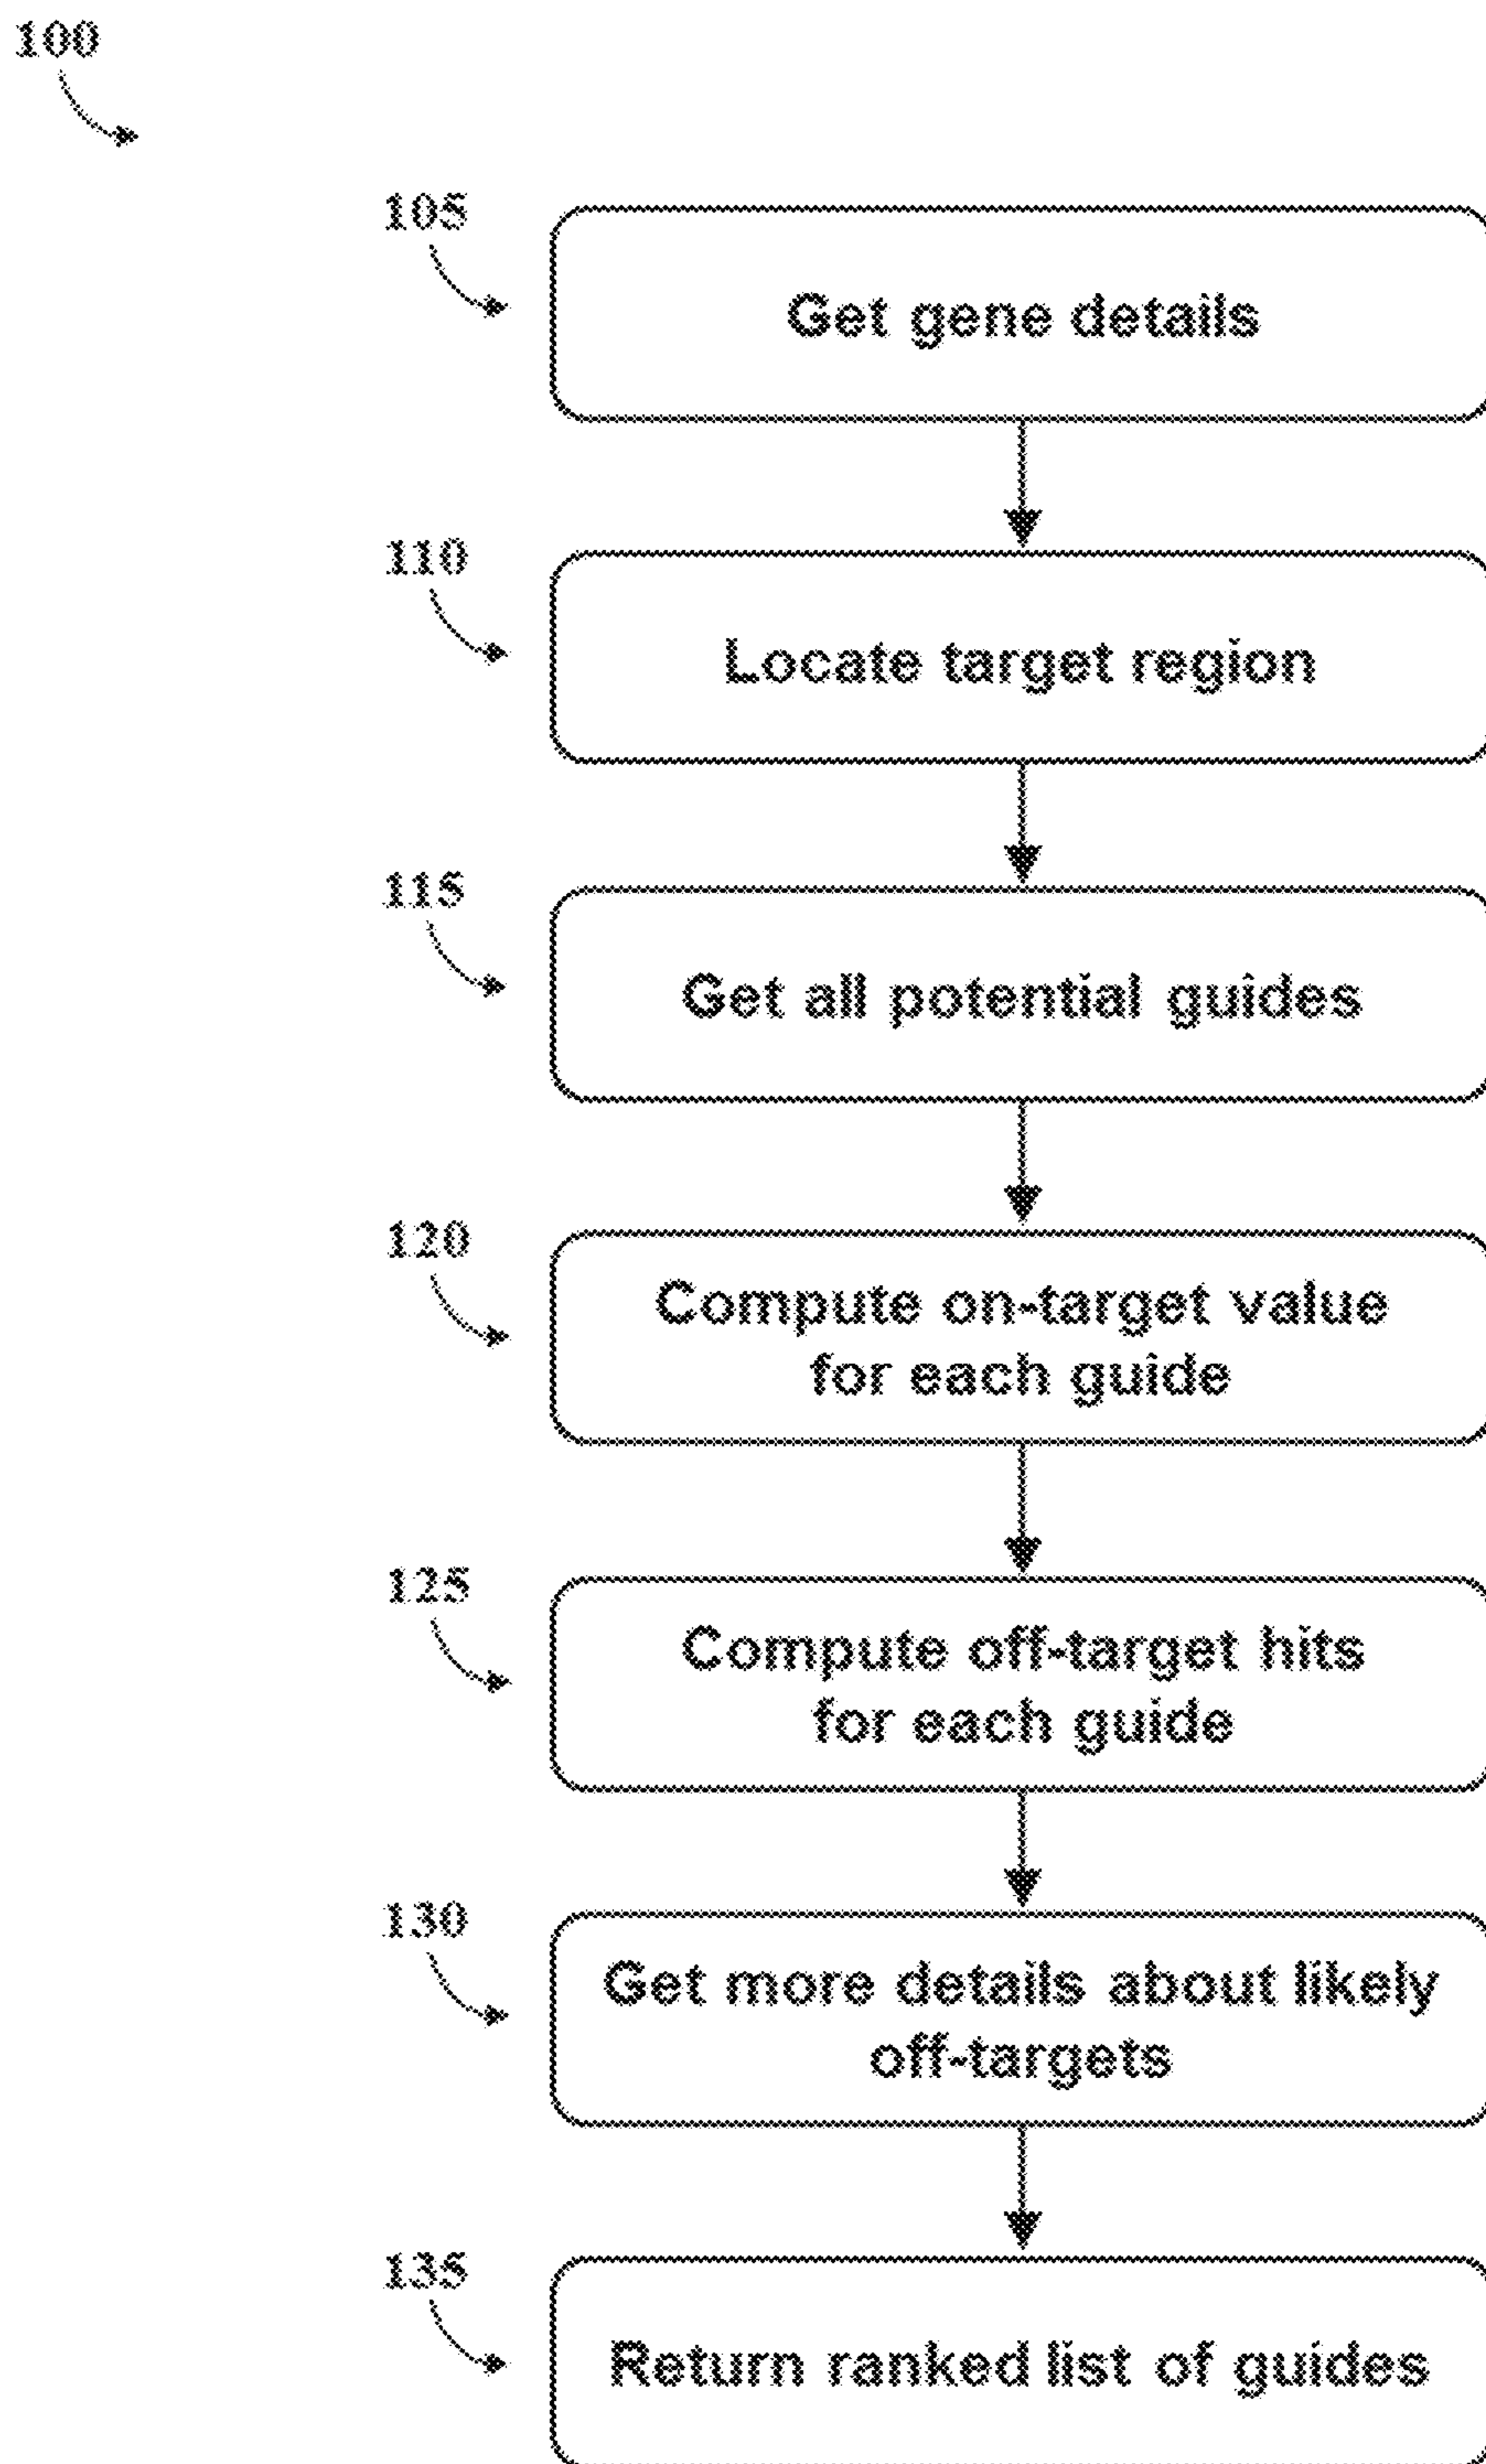 100
105
Get gene details
110
Locate target region
115
Get all potential guides
120
Compute on-target value
for each guide
125
Compute off-target hits
for each guide
130
Get more details about likely
off-targets
135
Return ranked list of guides